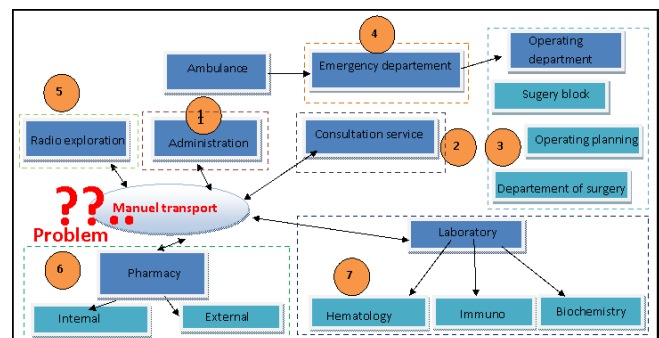 4
Ambulance
Emergency departement
Operating
department
Sugery block
5
1
Radio exploration
Administration
Consultation service
2
3
Operating planning
Departement of surgery
??..
Manuel transport
Problem
6
Pharmacy
Internal
External
Laboratory
7
Hematology
Immuno
Biochemistry